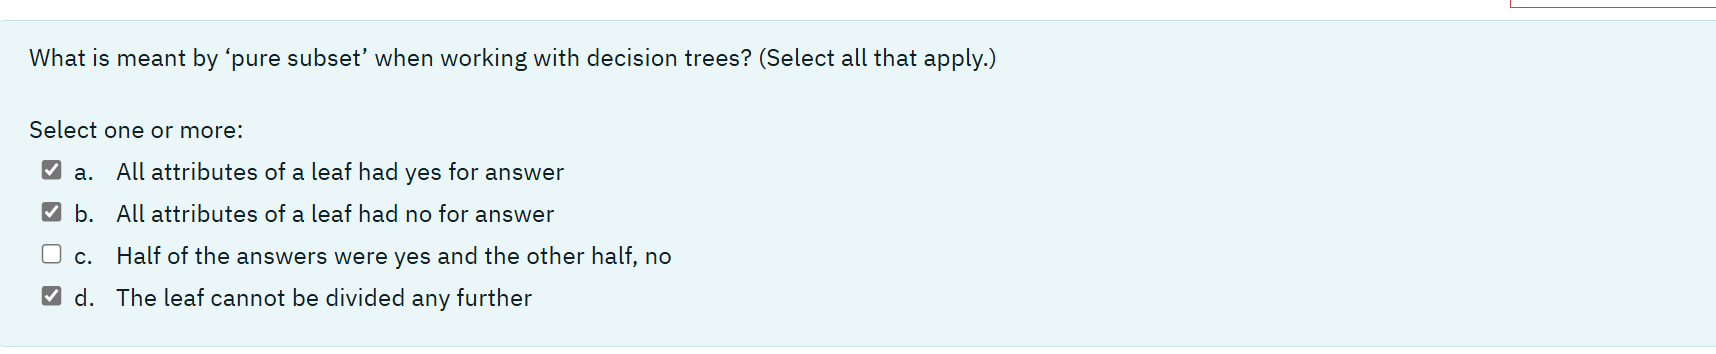 What is meant by ‘pure subset’ when working with decision trees? (Select all that apply.)
Select one or more:
a. All attributes of a leaf had yes for answer
b. All attributes of a leaf had no for answer
c. Half of the answers were yes and the other half, no
d. The leaf cannot be divided any further